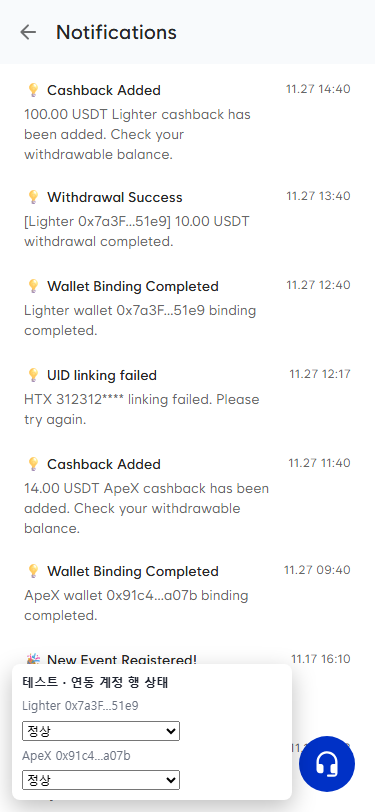 Notifications
Cashback Added 11.27 14:40
100.00 USDT Lighter cashback has
been added. Check your
withdrawable balance.
Withdrawal Success 11.27 13:40
[Lighter 0x7a3F...51e9] 10.00 USDT
withdrawal completed.
Wallet Binding Completed 11.27 12:40
Lighter wallet 0x7a3F...51e9 binding
completed.
UID linking failed 11.27 12:17
HTX 312312**** linking failed. Please
try again.
Cashback Added 11.27 11:40
14.00 USDT ApeX cashback has been
added. Check your withdrawable
balance.
Wallet Binding Completed 11.27 09:40
ApeX wallet 0x91c4...a07b binding
completed.
New Event Registered! 11.17 16:10
테스트 · 연동 계정 행 상태
Lighter 0x7a3F...51e9
정상
ApeX 0x91c4...a07b
정상